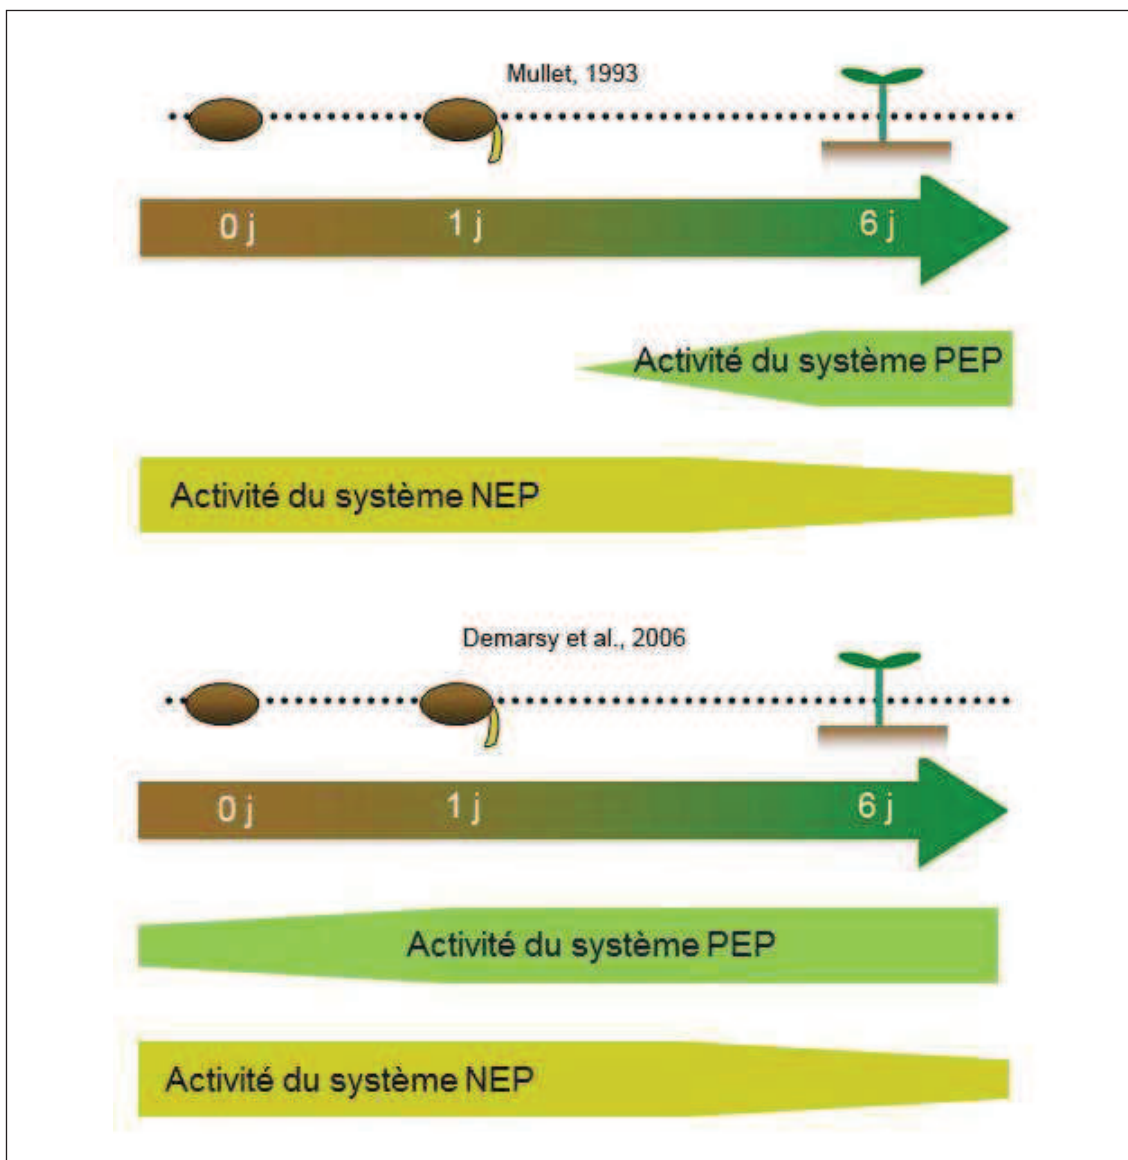 Mullet, 1993
0 j
1 j
6 j
Activité du système PEP
Activité du système NEP
Demarsy et al., 2006
0 j
1 j
6 j
Activité du système PEP
Activité du système NEP